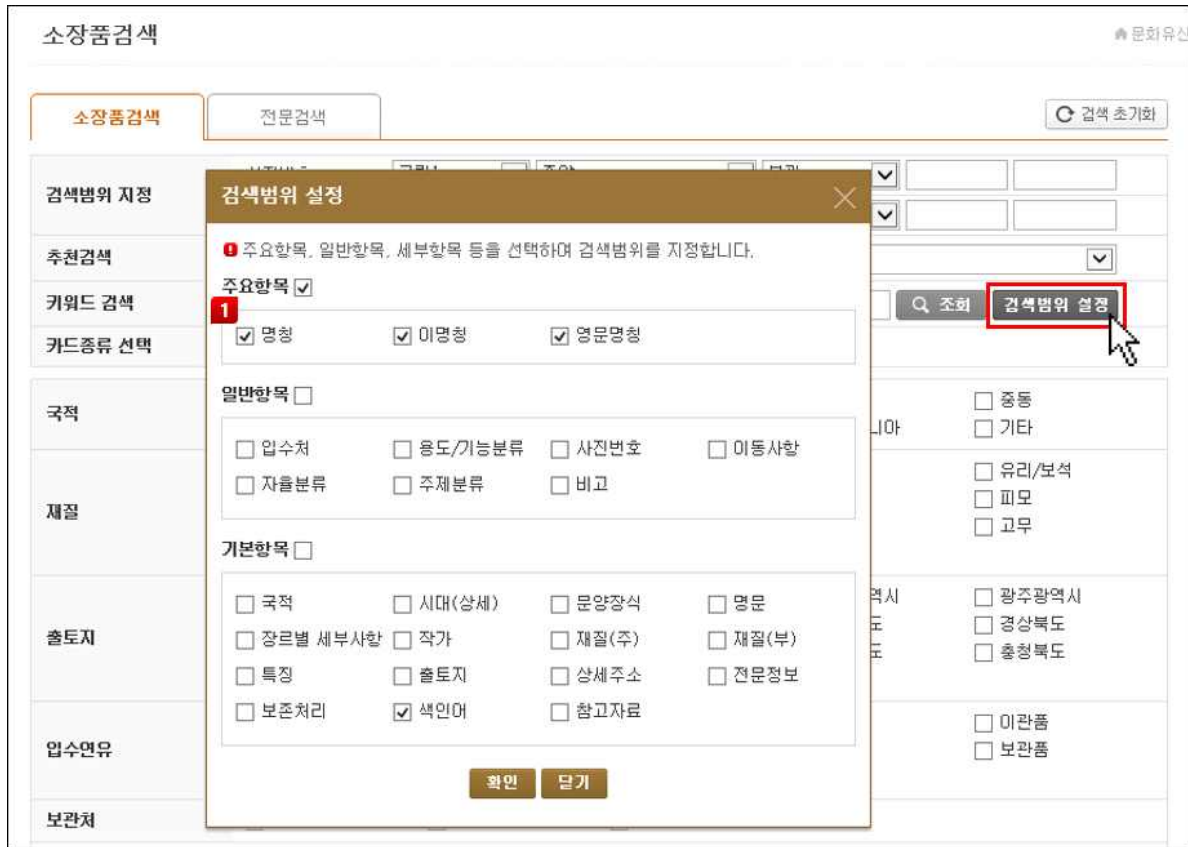 소장품검색
문화유산
소장품검색 전문검색 검색 초기화
검색범위 지정
추천검색
키워드 검색 조회 검색범위 설정
카드종류 선택
검색범위 설정
주요항목, 일반항목, 세부항목 등을 선택하여 검색범위를 지정합니다.
주요항목
1
명칭 이명칭 영문명칭
일반항목
입수처 용도/기능분류 사진번호 이동사항
자율분류 주제분류 비고
기본항목
국적 시대(상세) 문양장식 명문
장르별 세부사항 작가 재질(주) 재질(부)
특징 출토지 상세주소 전문정보
보존처리 색인어 참고자료
확인 닫기
국적 중동
니아 기타
재질 유리/보석
피모
고무
출토지 역시 광주광역시
도 경상북도
도 충청북도
입수연유 이관품
보관품
보관처